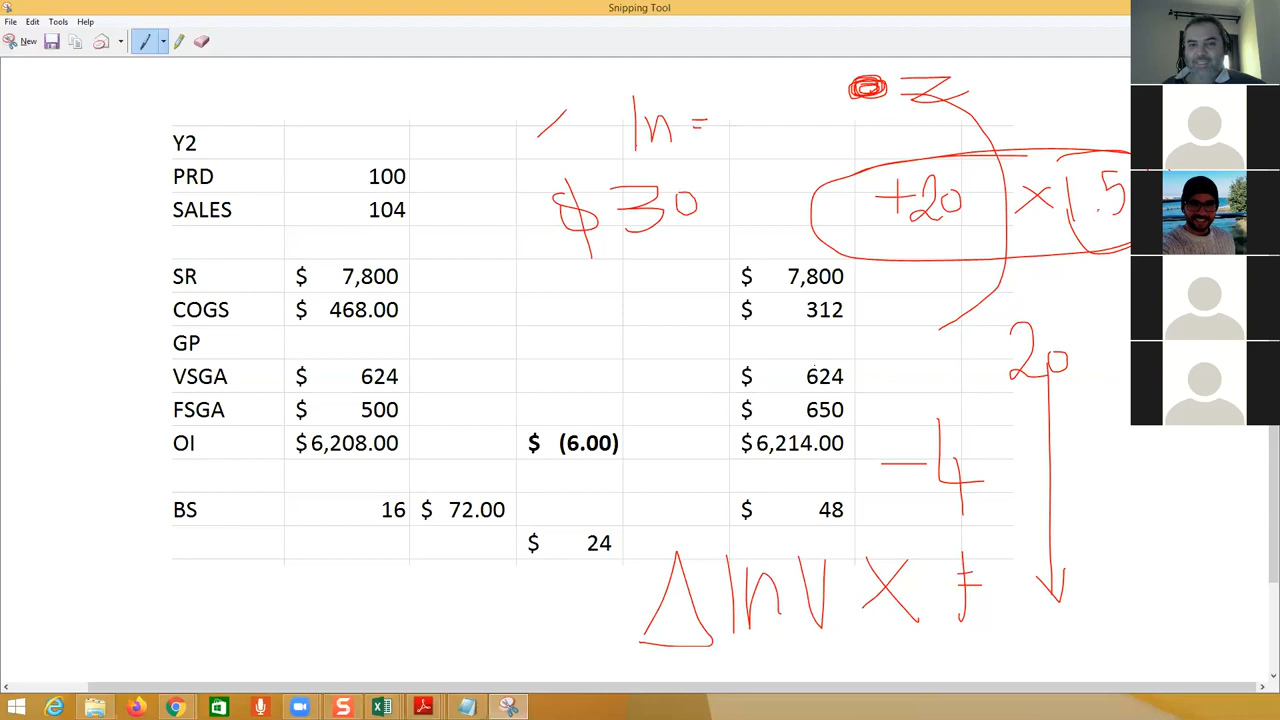 Snipping Tool
File Edit Tools Help
New
ln =
Y2
PRD 100
SALES 104
$30
+20 × 1.5
SR $ 7,800 $ 7,800
COGS $ 468.00 $ 312
GP
20
VSGA $ 624 $ 624
FSGA $ 500 $ 650
OI $ 6,208.00 $ (6.00) $ 6,214.00
-4
BS 16 $ 72.00 $ 48
$ 24
Δ Inv × F